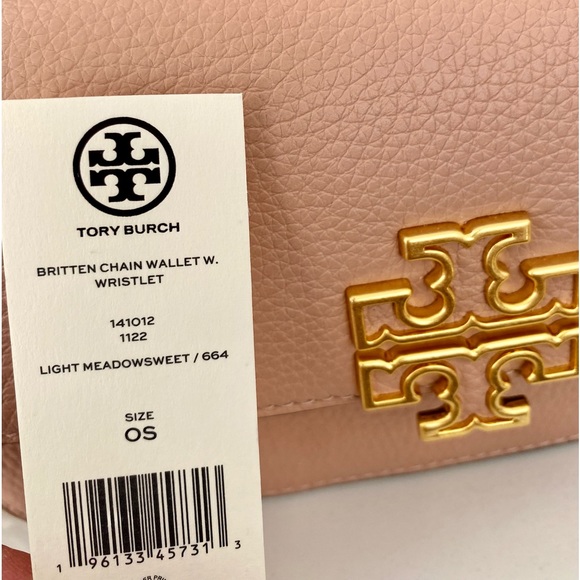 TORY BURCH
BRITTEN CHAIN WALLET W.
WRISTLET
141012
1122
LIGHT MEADOWSWEET / 664
SIZE
OS
1 96133 45731 3